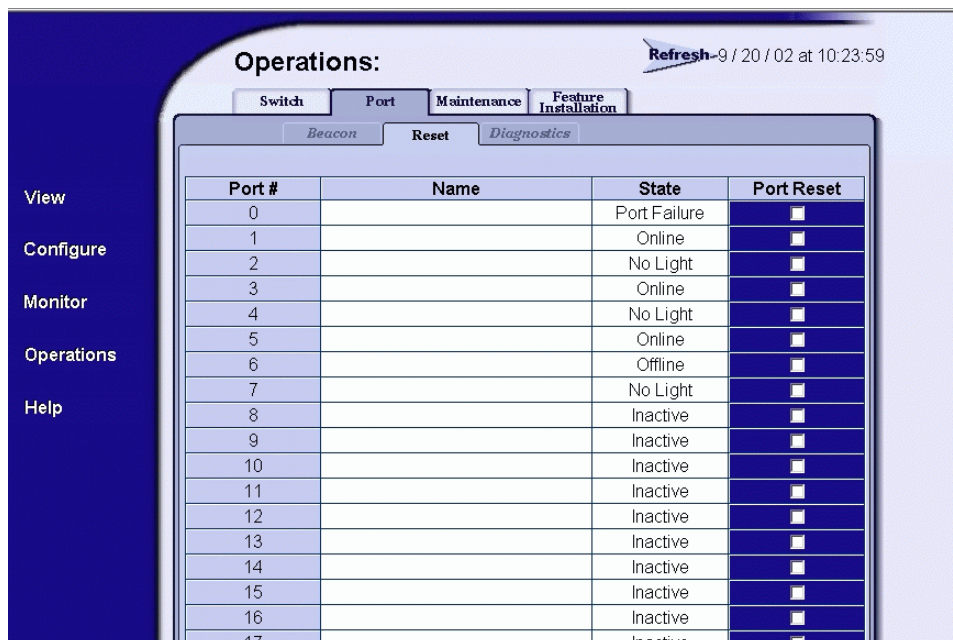 Operations:
Refresh-9 / 20 / 02 at 10:23:59
Switch Port Maintenance Feature Installation
Beacon Reset Diagnostics
View
Configure
Monitor
Operations
Help
Port # Name State Port Reset
0 Port Failure
1 Online
2 No Light
3 Online
4 No Light
5 Online
6 Offline
7 No Light
8 Inactive
9 Inactive
10 Inactive
11 Inactive
12 Inactive
13 Inactive
14 Inactive
15 Inactive
16 Inactive
17 Inactive